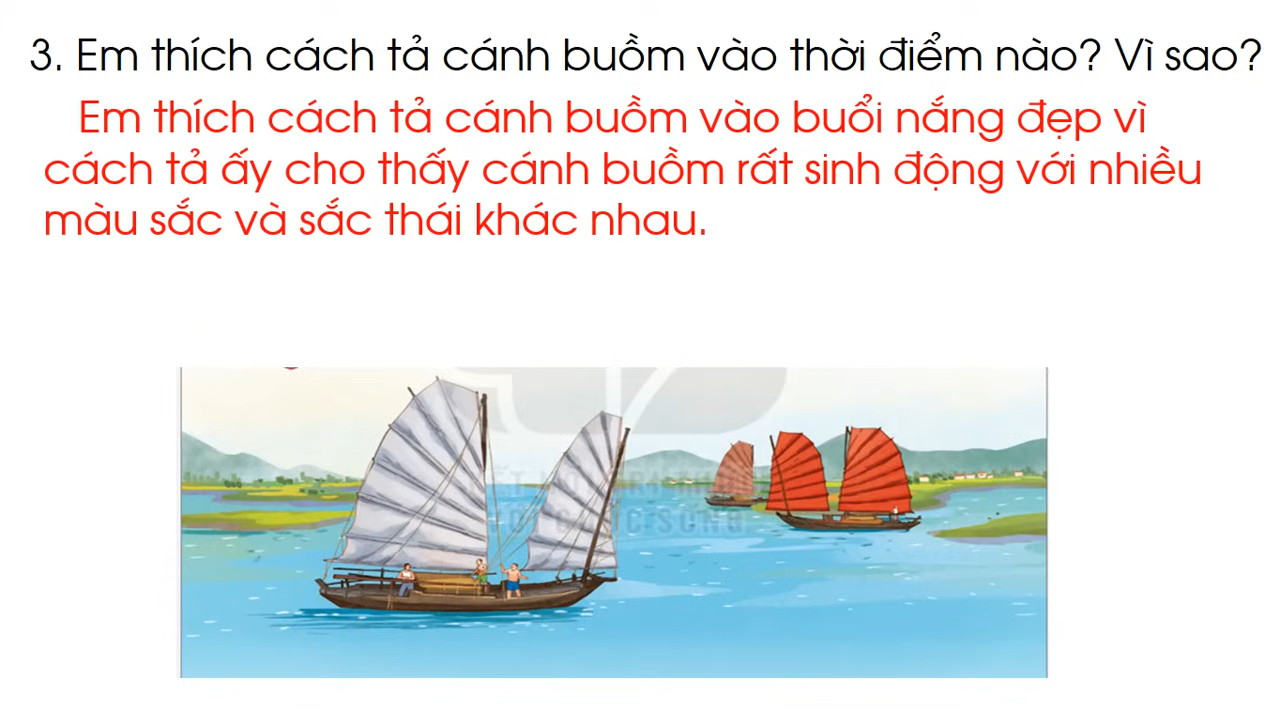 3. Em thích cách tả cánh buồm vào thời điểm nào? Vì sao?
Em thích cách tả cánh buồm vào buổi nắng đẹp vì
cách tả ấy cho thấy cánh buồm rất sinh động với nhiều
màu sắc và sắc thái khác nhau.